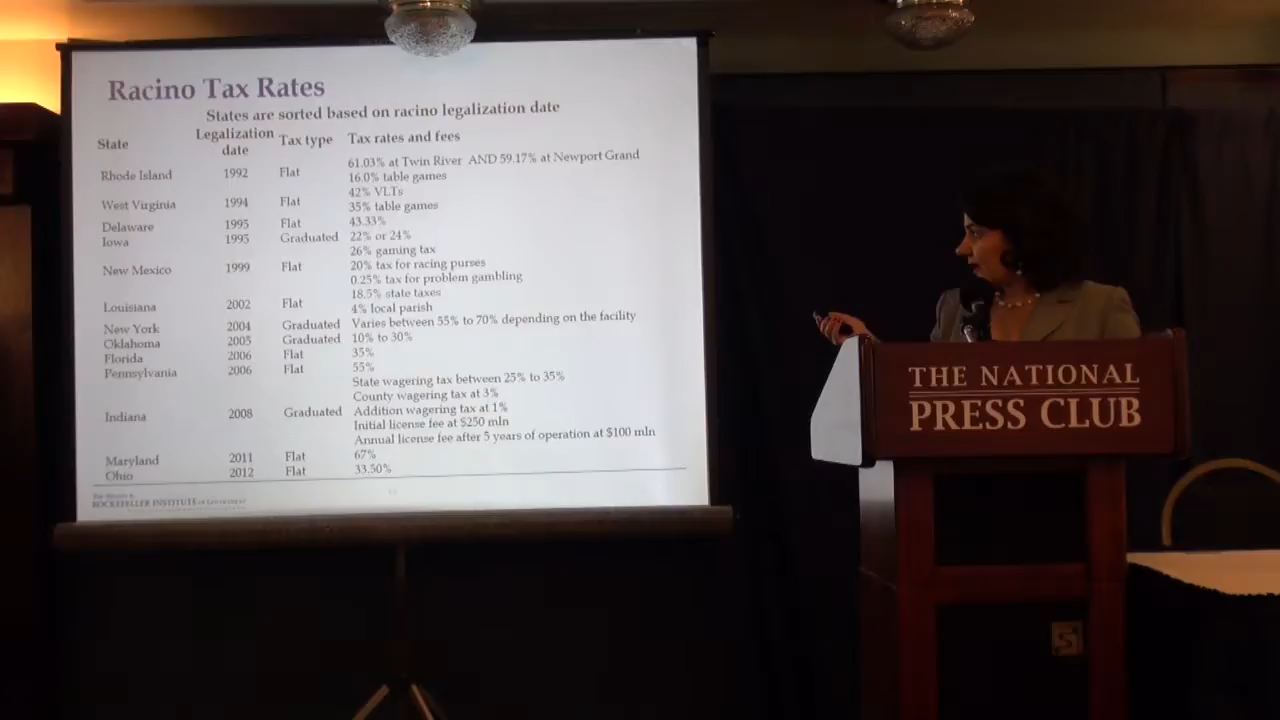 Racino Tax Rates
States are sorted based on racino legalization date
State Legalization date Tax type Tax rates and fees
Rhode Island 1992 Flat 61.03% at Twin River AND 59.17% at Newport Grand
16.0% table games
West Virginia 1994 Flat 42% VLTs
35% table games
Delaware 1995 Flat 43.33%
Iowa 1995 Graduated 22% or 24%
New Mexico 1999 Flat 26% gaming tax
20% tax for racing purses
0.25% tax for problem gambling
Louisiana 2002 Flat 18.5% state taxes
4% local parish
New York 2004 Graduated Varies between 55% to 70% depending on the facility
Oklahoma 2005 Graduated 10% to 30%
Florida 2006 Flat 35%
Pennsylvania 2006 Flat 55%
Indiana 2008 Graduated State wagering tax between 25% to 35%
County wagering tax at 3%
Addition wagering tax at 1%
Initial license fee at $250 mln
Annual license fee after 5 years of operation at $100 mln
Maryland 2011 Flat 67%
Ohio 2012 Flat 33.50%
ROCKEFELLER INSTITUTE OF GOVERNMENT
THE NATIONAL
PRESS CLUB